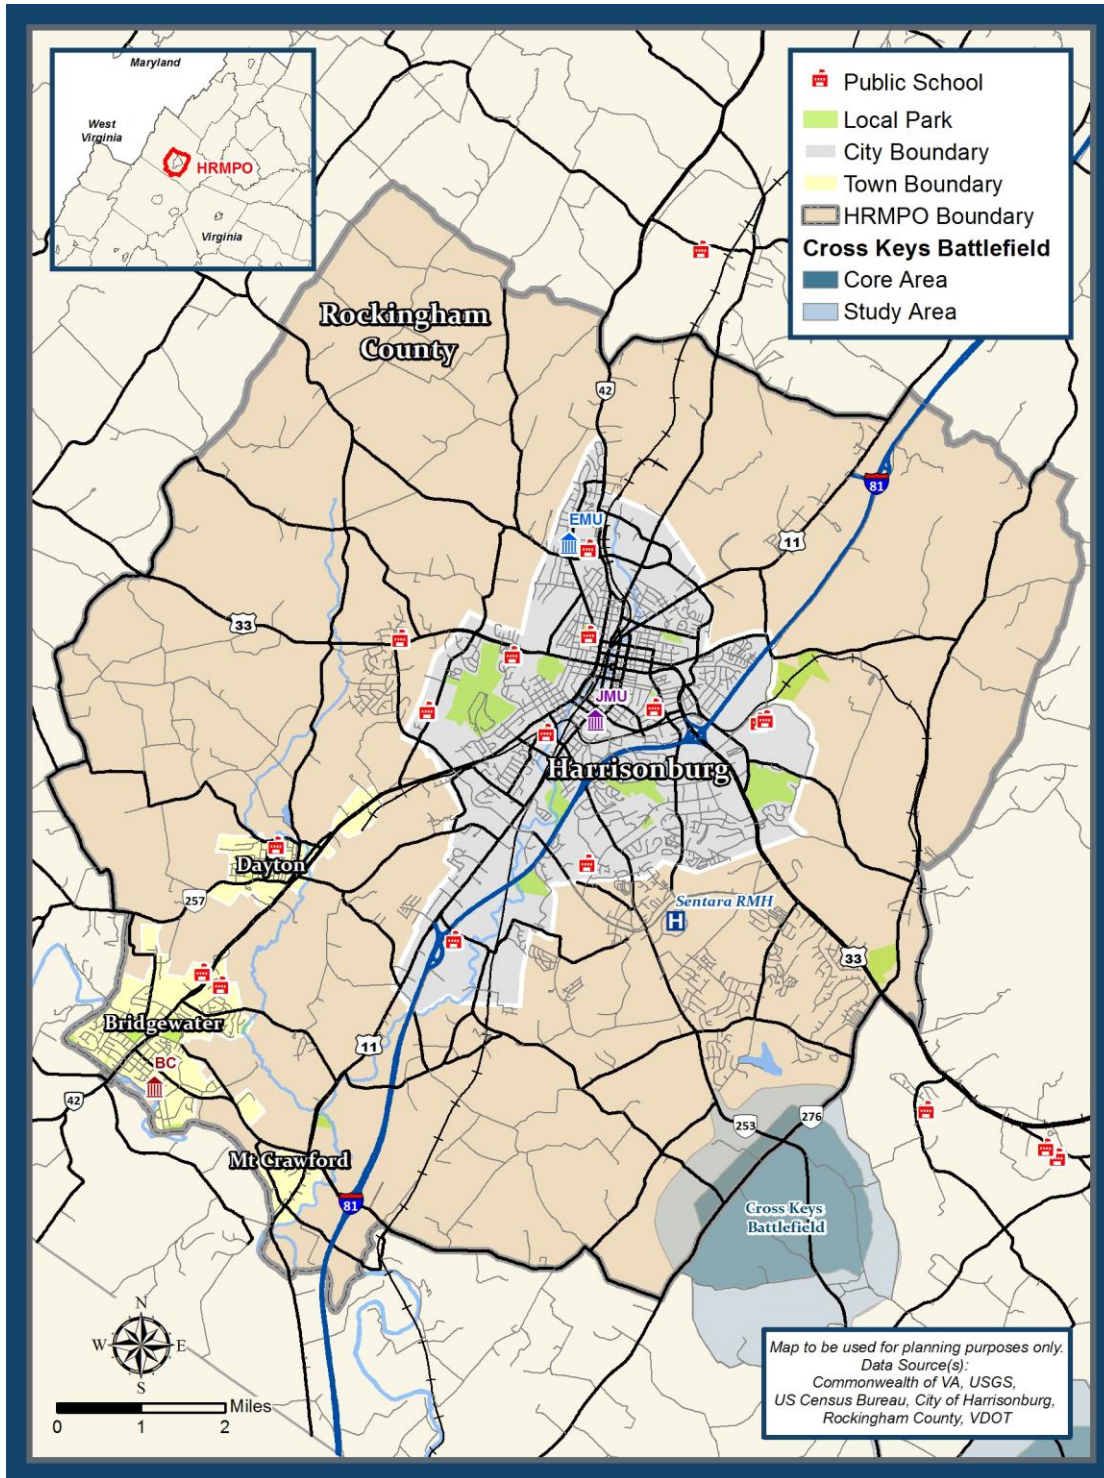 Maryland
West
Virginia
HRMPO
Virginia
Public School
Local Park
City Boundary
Town Boundary
HRMPO Boundary
Cross Keys Battlefield
Core Area
Study Area
Rockingham
County
42
81
11
EMU
33
JMU
Harrisonburg
Dayton
257
Sentara RMH
H
33
Bridgewater
11
BC
42
253
276
Mt Crawford
81
Cross Keys
Battlefield
N
W E
S
Miles
0 1 2
Map to be used for planning purposes only.
Data Source(s):
Commonwealth of VA, USGS,
US Census Bureau, City of Harrisonburg,
Rockingham County, VDOT